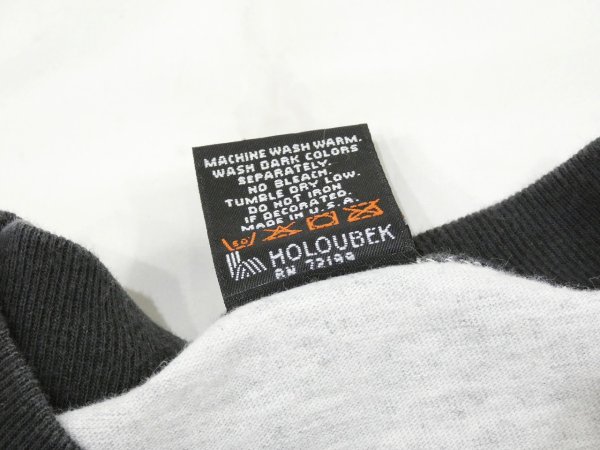 MACHINE WASH WARM.
WASH DARK COLORS
SEPARATELY.
NO BLEACH.
TUMBLE DRY LOW.
DO NOT IRON
IF DECORATED.
MADE IN U.S.A.
50
HOLOUBEK
RN 72199